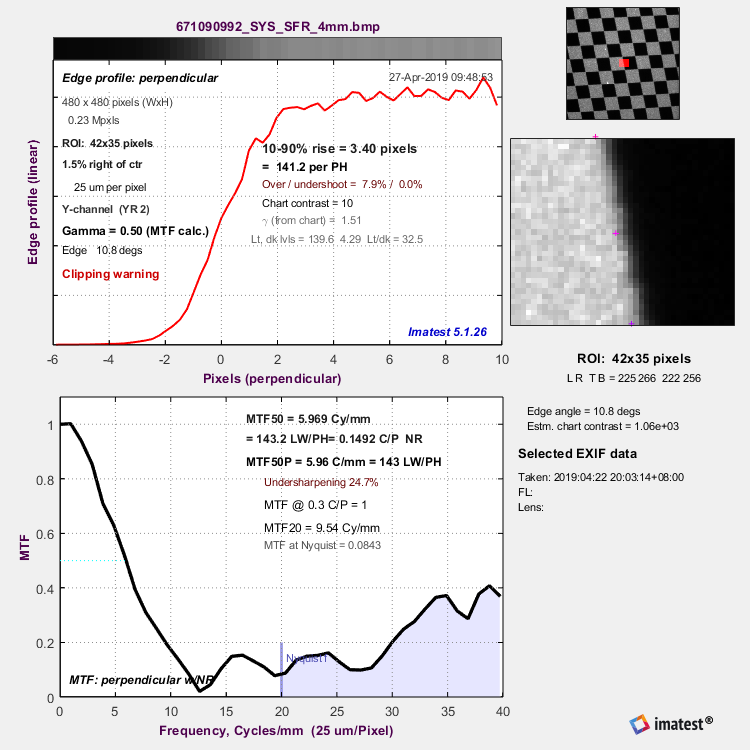 671090992_SYS_SFR_4mm.bmp
Edge profile: perpendicular
27-Apr-2019 09:48:53
480 x 480 pixels (WxH)
0.23 Mpxls
ROI: 42x35 pixels
1.5% right of ctr
25 um per pixel
Y-channel (YR 2)
Gamma = 0.50 (MTF calc.)
Edge 10.8 degs
Clipping warning
10-90% rise = 3.40 pixels
= 141.2 per PH
Over / undershoot = 7.9% / 0.0%
Chart contrast = 10
γ (from chart) = 1.51
Lt, dk lvls = 139.6 4.29 Lt/dk = 32.5
Edge profile (linear)
Imatest 5.1.26
-6 -4 -2 0 2 4 6 8 10
Pixels (perpendicular)
ROI: 42x35 pixels
L R T B = 225 266 222 256
Edge angle = 10.8 degs
Estm. chart contrast = 1.06e+03
Selected EXIF data
Taken: 2019:04:22 20:03:14+08:00
FL:
Lens:
MTF50 = 5.969 Cy/mm
= 143.2 LW/PH= 0.1492 C/P NR
MTF50P = 5.96 C/mm = 143 LW/PH
Undersharpening 24.7%
MTF @ 0.3 C/P = 1
MTF20 = 9.54 Cy/mm
MTF at Nyquist = 0.0843
1
0.8
0.6
0.4
0.2
0
MTF
Nyquist f
MTF: perpendicular w/NR
0 5 10 15 20 25 30 35 40
Frequency, Cycles/mm (25 um/Pixel)
imatest®